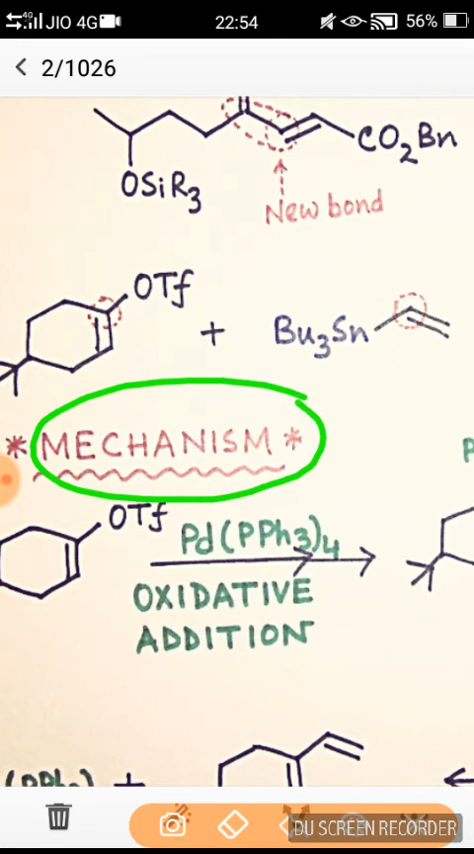 4G JIO 4G 22:54 56%
2/1026
CO₂Bn
OSiR₃
New bond
OTf
+ Bu₃Sn
* MECHANISM *
P
OTf
Pd(PPh₃)₄
OXIDATIVE
ADDITION
+
DU SCREEN RECORDER